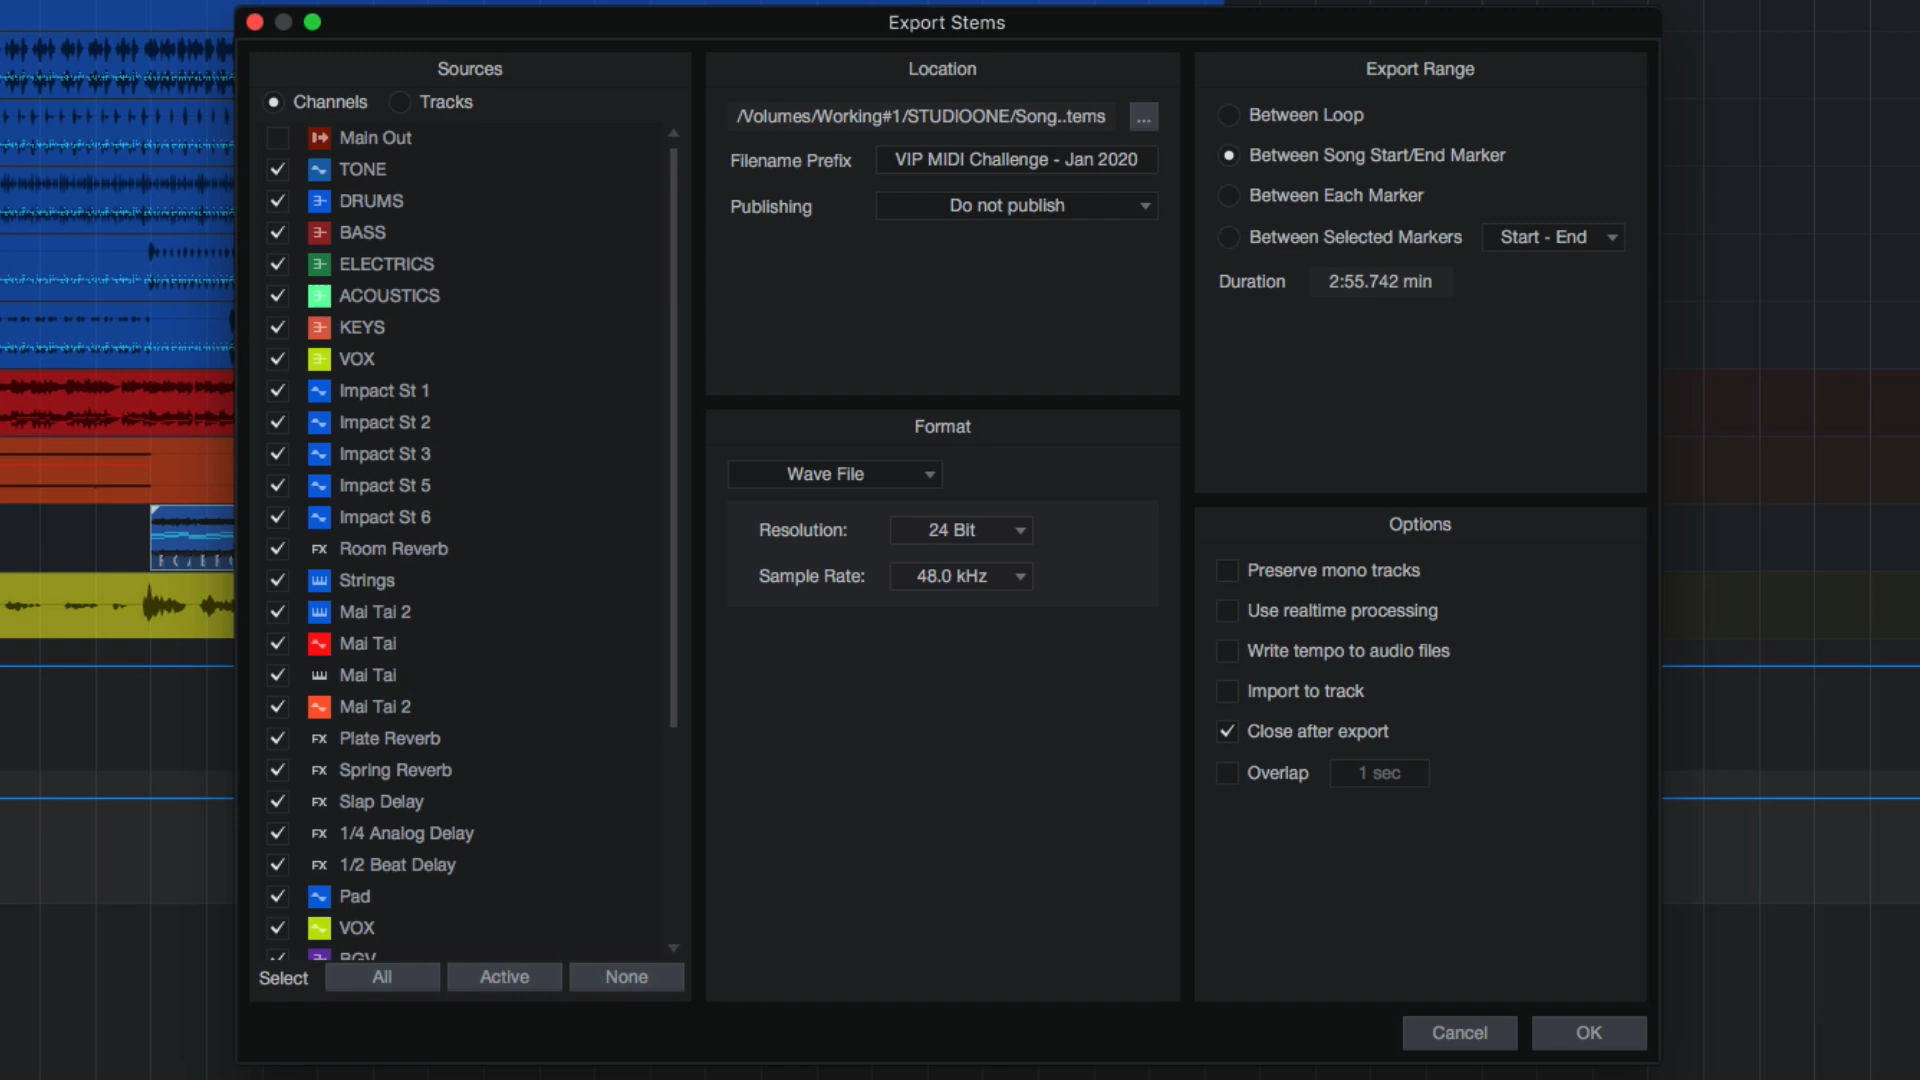 Export Stems
Sources
Channels
Tracks
Main Out
TONE
DRUMS
BASS
ELECTRICS
ACOUSTICS
KEYS
VOX
Impact St 1
Impact St 2
Impact St 3
Impact St 5
Impact St 6
FX Room Reverb
Strings
Mai Tai 2
Mai Tai
Mai Tai
Mai Tai 2
FX Plate Reverb
FX Spring Reverb
FX Slap Delay
FX 1/4 Analog Delay
FX 1/2 Beat Delay
Pad
VOX
BGV
Select
All
Active
None
Location
/Volumes/Working#1/STUDIOONE/Song..tems
...
Filename Prefix
VIP MIDI Challenge - Jan 2020
Publishing
Do not publish
Format
Wave File
Resolution:
24 Bit
Sample Rate:
48.0 kHz
Export Range
Between Loop
Between Song Start/End Marker
Between Each Marker
Between Selected Markers
Start - End
Duration
2:55.742 min
Options
Preserve mono tracks
Use realtime processing
Write tempo to audio files
Import to track
Close after export
Overlap
1 sec
Cancel
OK